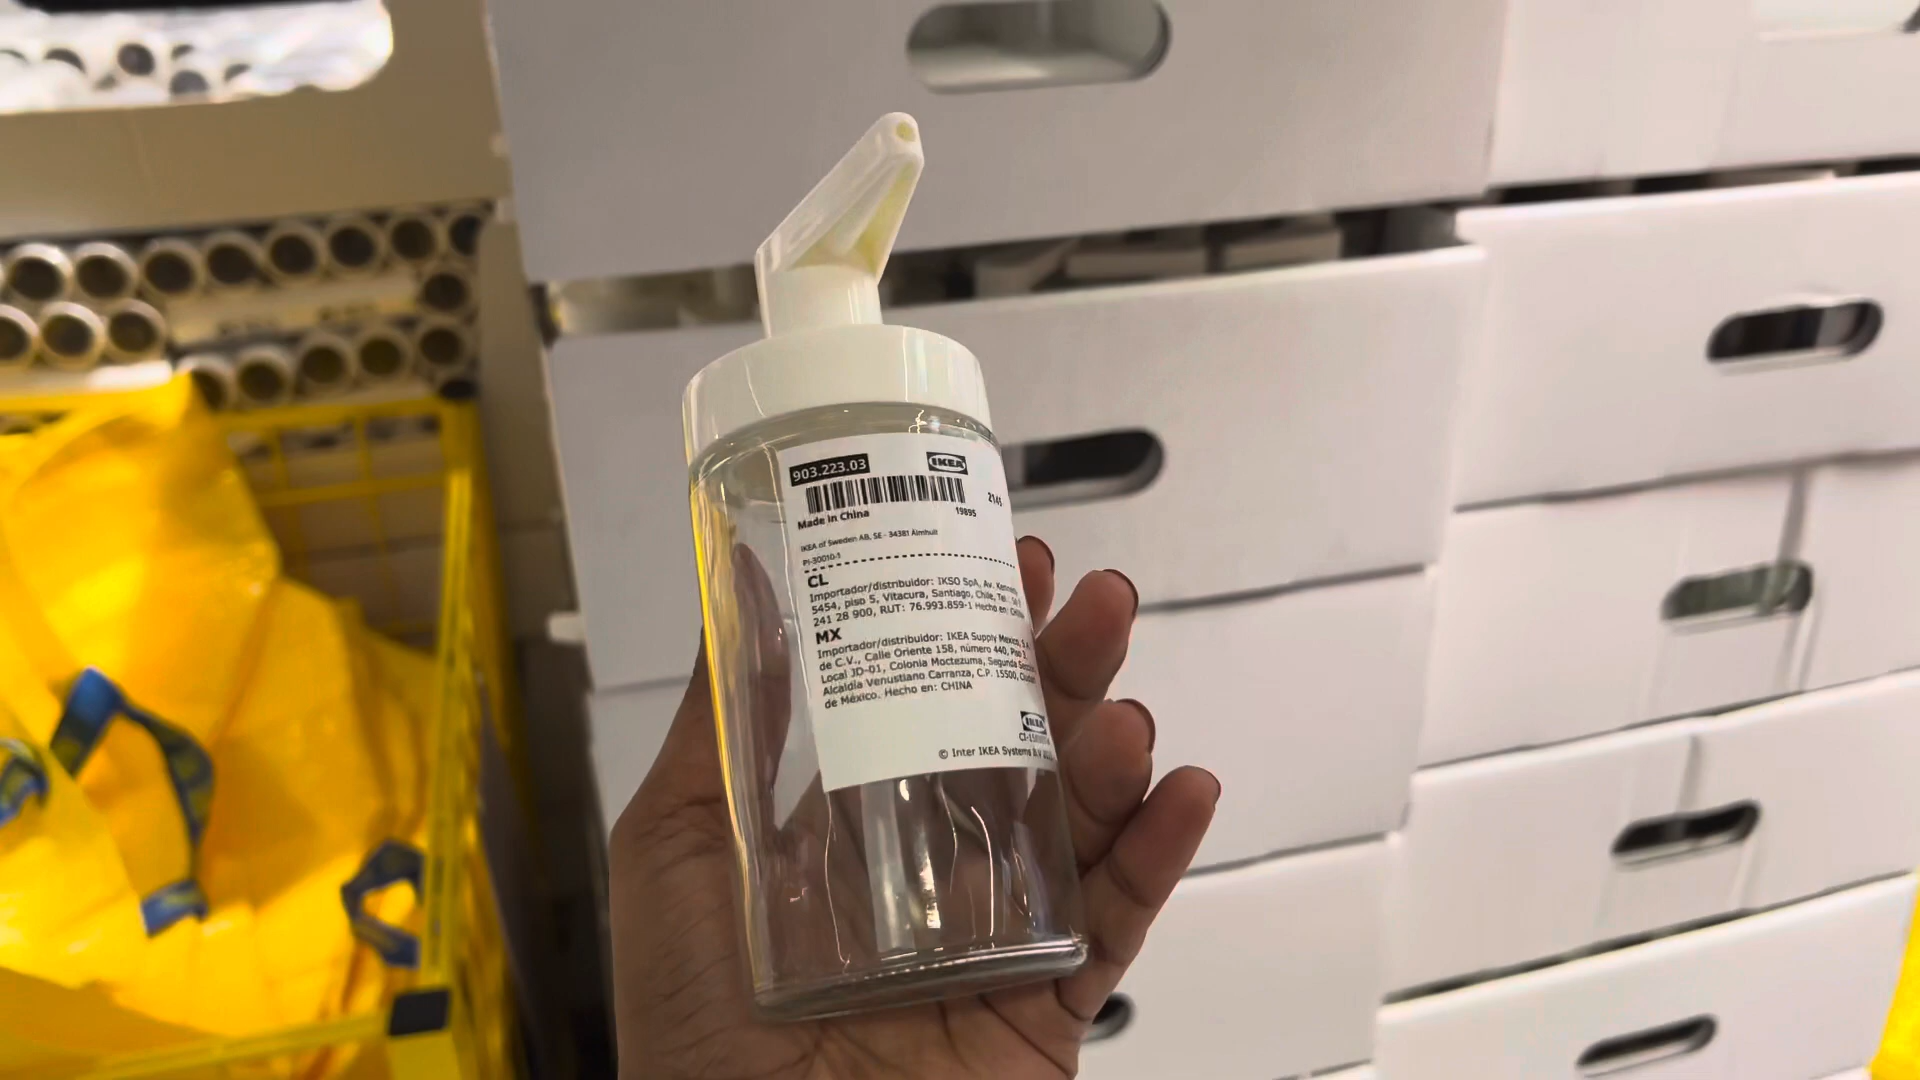 903.223.03 IKEA
2145
Made in China 19895
IKEA of Sweden AB, SE - 34381 Älmhult
PI-30010-1
CL
Importador/distribuidor: IKSO SpA, Av. Kennedy
5454, piso 5, Vitacura, Santiago, Chile, Tel
241 28 900, RUT: 76.993.859-1 Hecho en: CHINA
MX
Importador/distribuidor: IKEA Supply Mexico, S.A.
de C.V., Calle Oriente 158, número 440, Piso
Local JD-01, Colonia Moctezuma, Segunda Sección
Alcaldía Venustiano Carranza, C.P. 15500, Ciudad
de México. Hecho en: CHINA
IKEA
© Inter IKEA Systems B.V.